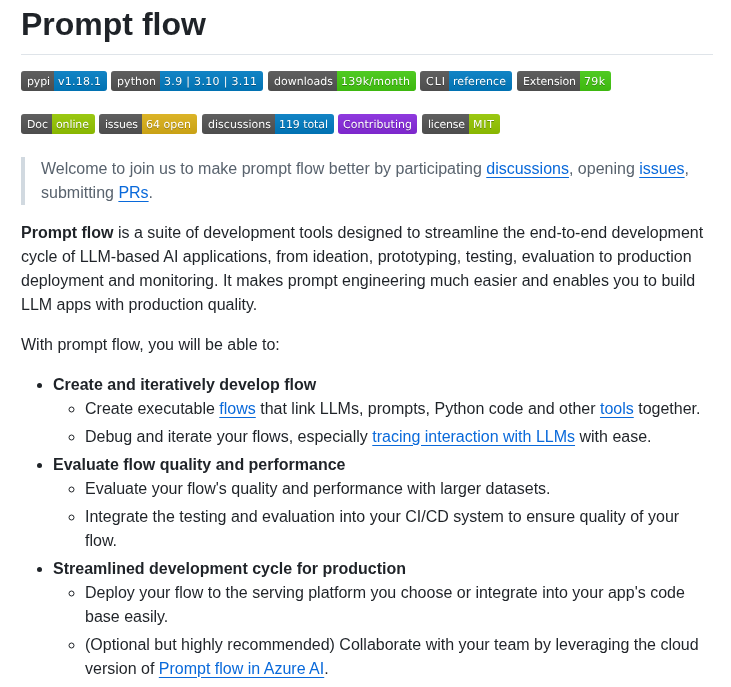 Prompt flow
pypi v1.18.1 python 3.9 | 3.10 | 3.11 downloads 139k/month CLI reference Extension 79k
Doc online issues 64 open discussions 119 total Contributing license MIT
Welcome to join us to make prompt flow better by participating discussions, opening issues,
submitting PRs.
Prompt flow is a suite of development tools designed to streamline the end-to-end development
cycle of LLM-based AI applications, from ideation, prototyping, testing, evaluation to production
deployment and monitoring. It makes prompt engineering much easier and enables you to build
LLM apps with production quality.
With prompt flow, you will be able to:
Create and iteratively develop flow
Create executable flows that link LLMs, prompts, Python code and other tools together.
Debug and iterate your flows, especially tracing interaction with LLMs with ease.
Evaluate flow quality and performance
Evaluate your flow's quality and performance with larger datasets.
Integrate the testing and evaluation into your CI/CD system to ensure quality of your
flow.
Streamlined development cycle for production
Deploy your flow to the serving platform you choose or integrate into your app's code
base easily.
(Optional but highly recommended) Collaborate with your team by leveraging the cloud
version of Prompt flow in Azure AI.